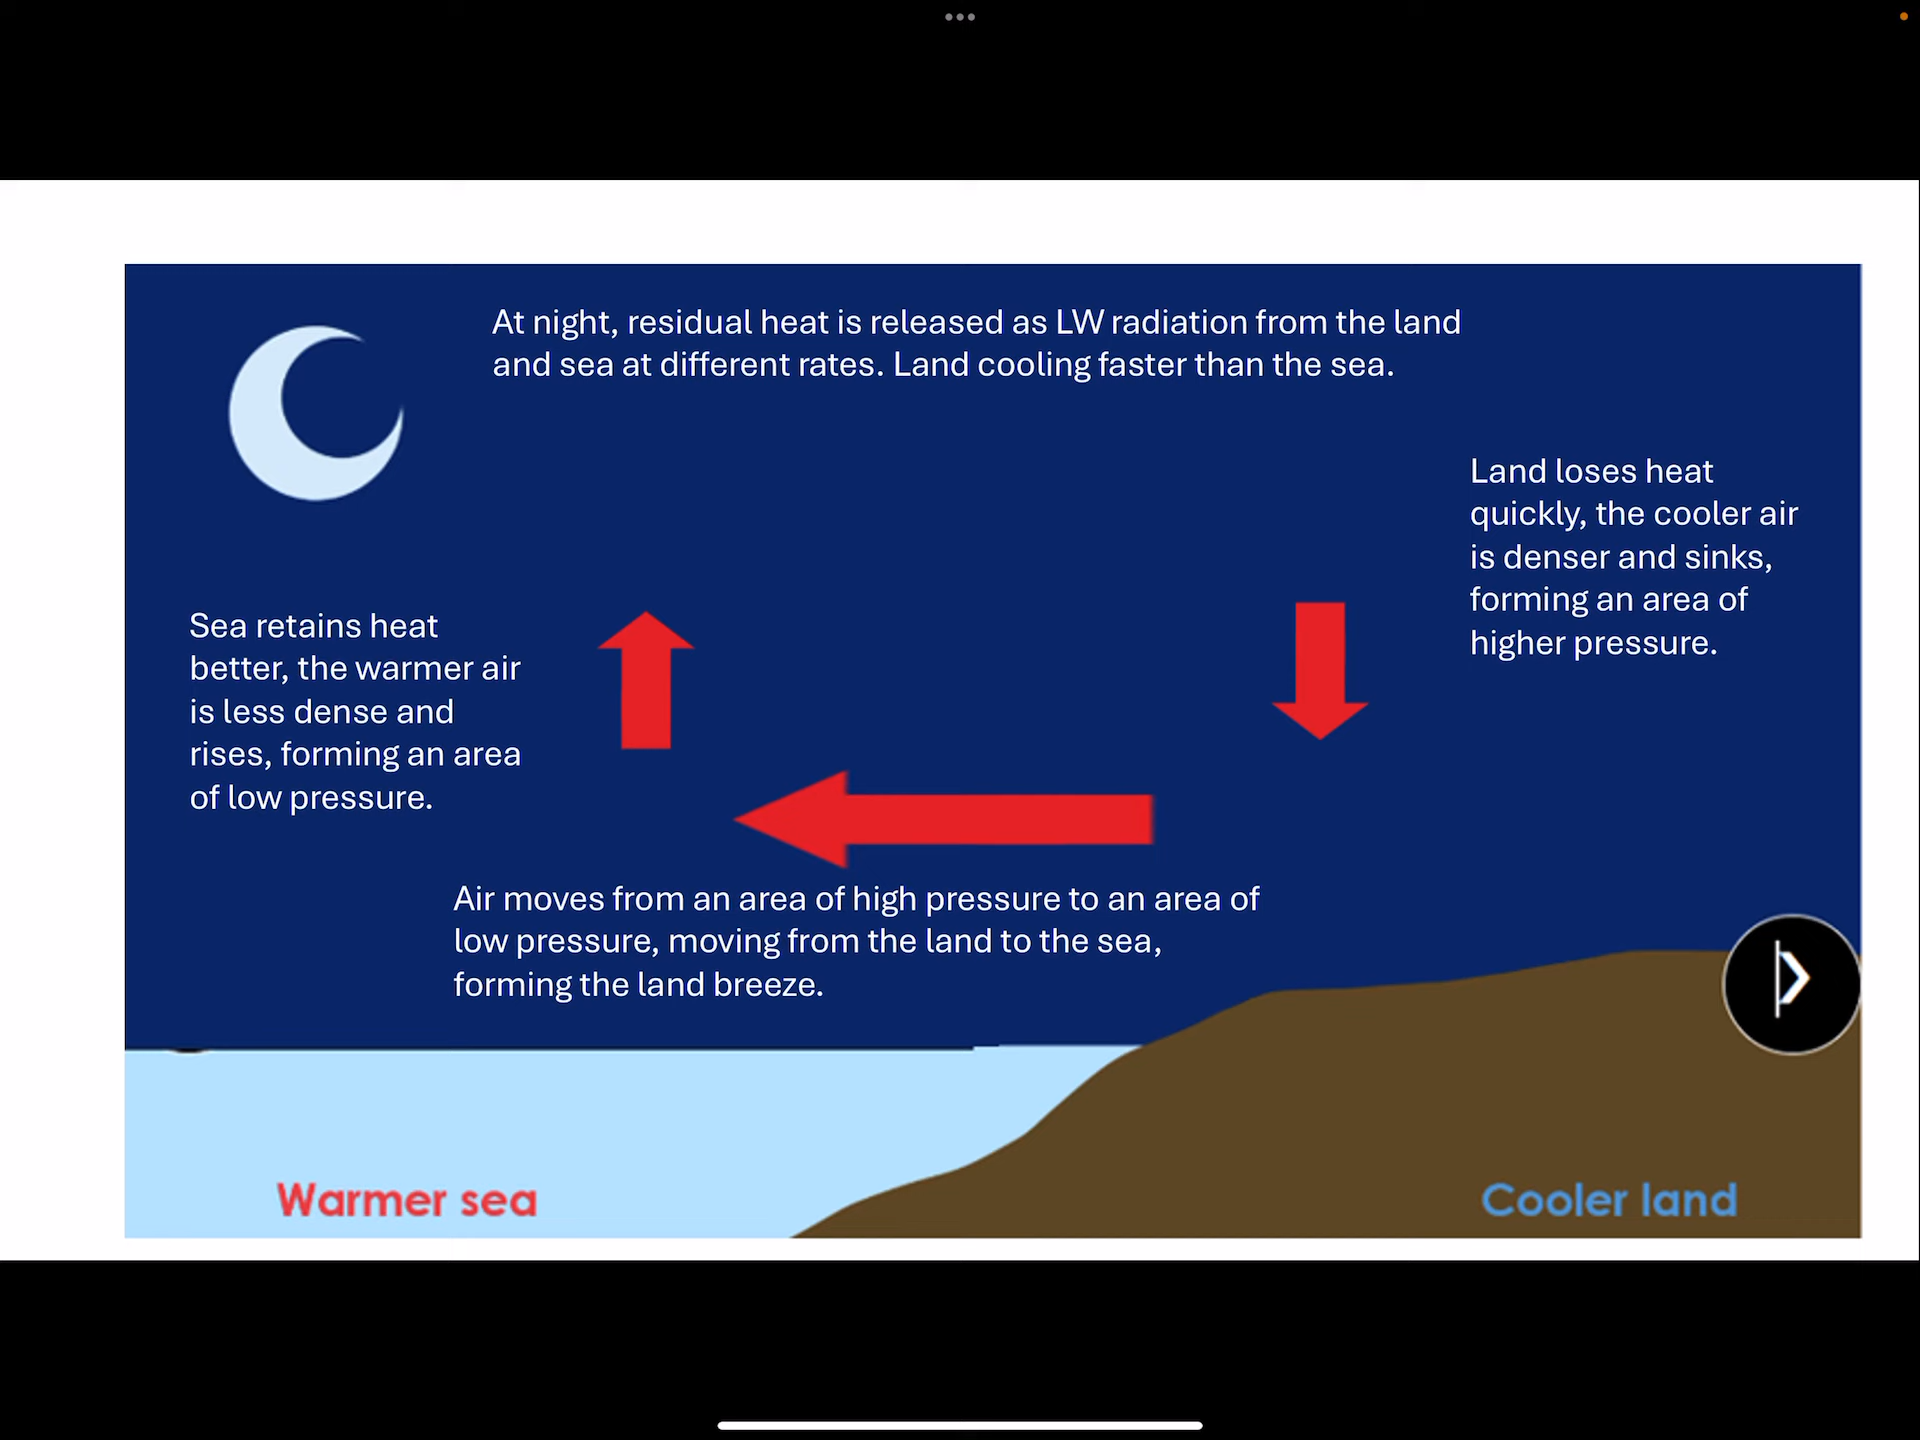 At night, residual heat is released as LW radiation from the land
and sea at different rates. Land cooling faster than the sea.
Land loses heat
quickly, the cooler air
is denser and sinks,
forming an area of
higher pressure.
Sea retains heat
better, the warmer air
is less dense and
rises, forming an area
of low pressure.
Air moves from an area of high pressure to an area of
low pressure, moving from the land to the sea,
forming the land breeze.
Warmer sea
Cooler land